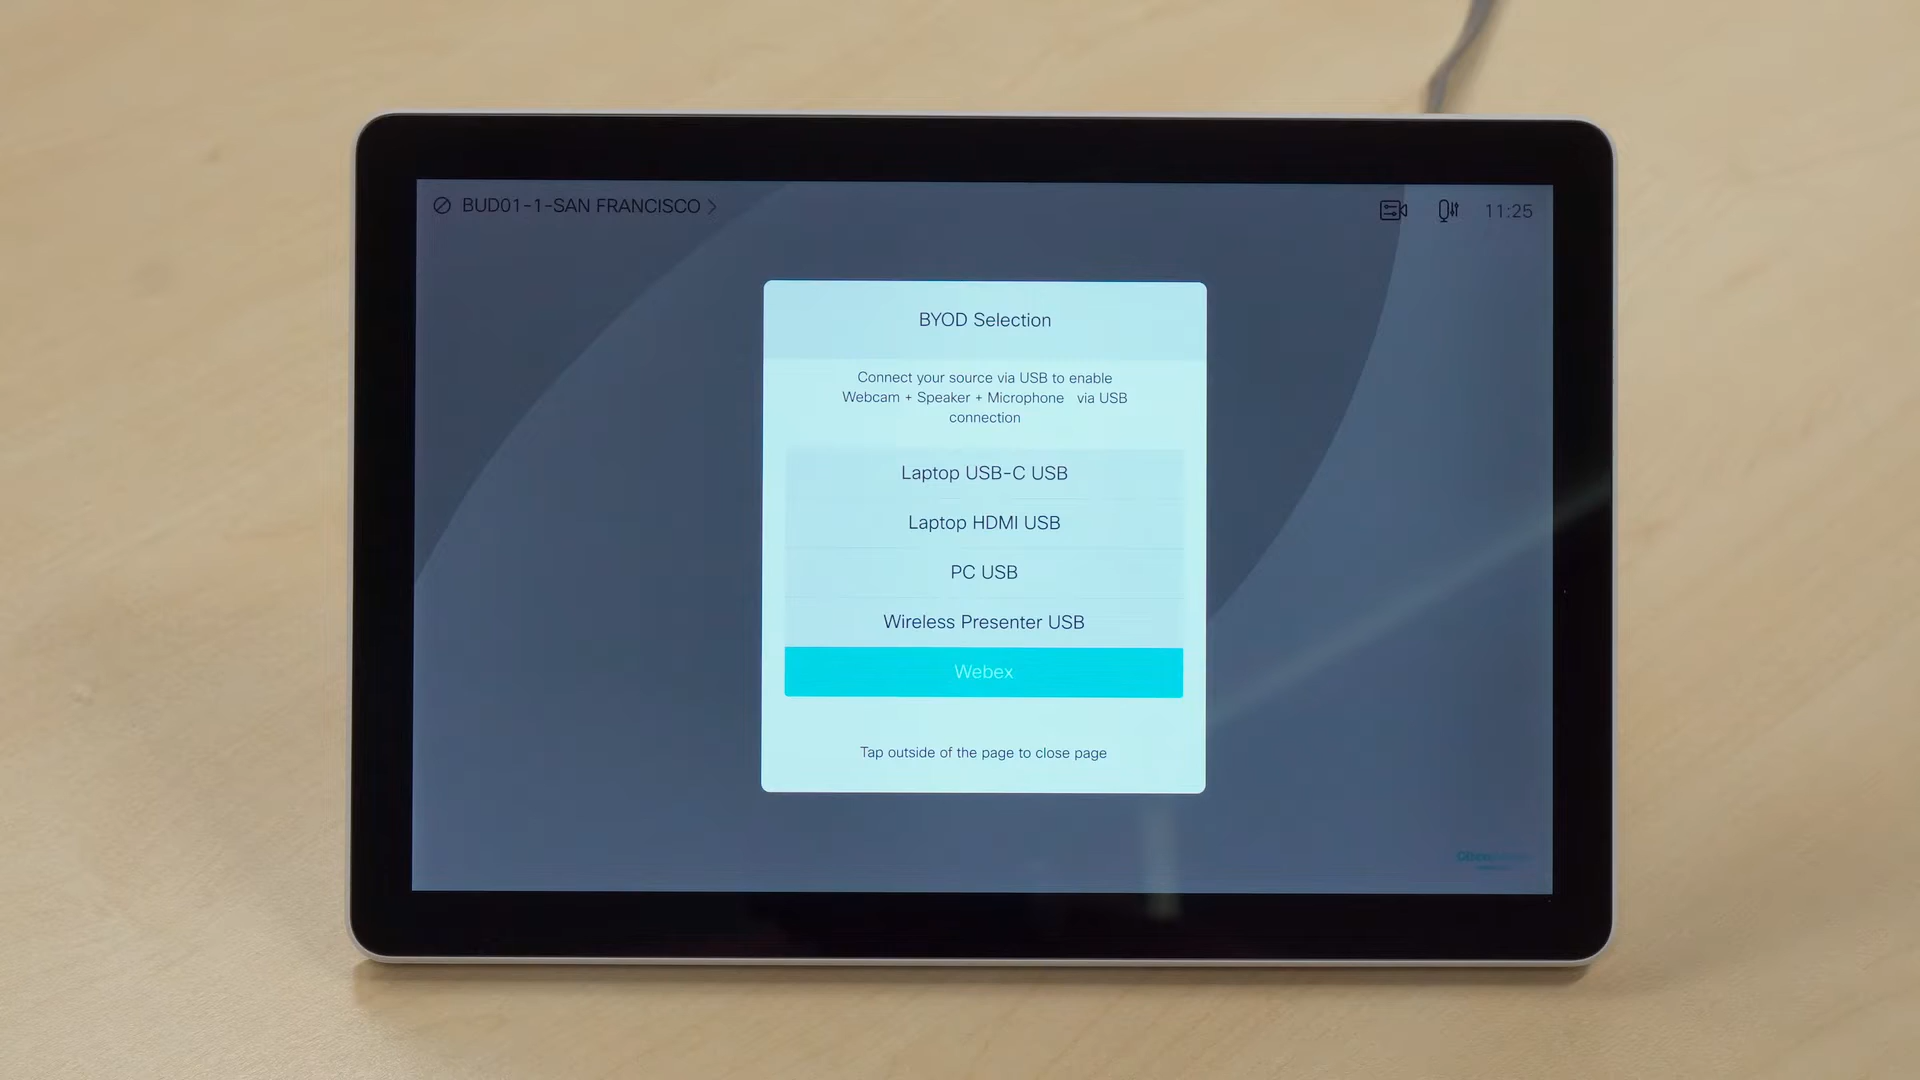 BUD01-1-SAN FRANCISCO
11:25
BYOD Selection
Connect your source via USB to enable
Webcam + Speaker + Microphone via USB
connection
Laptop USB-C USB
Laptop HDMI USB
PC USB
Wireless Presenter USB
Webex
Tap outside of the page to close page